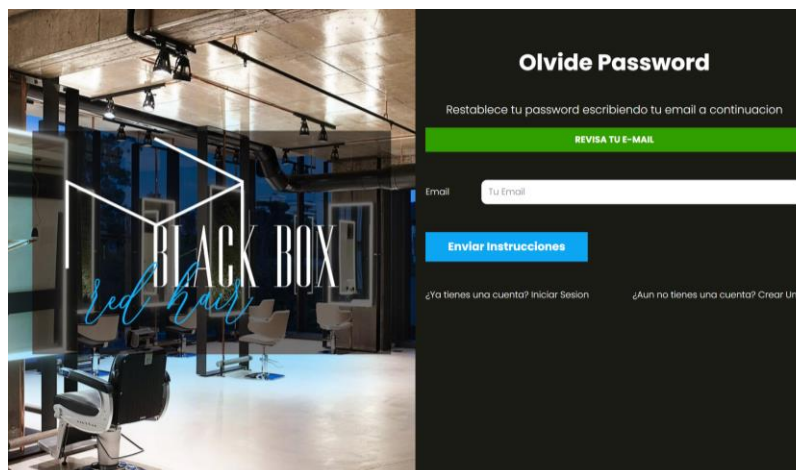 BLACK BOX
red hair
Olvide Password
Restablece tu password escribiendo tu email a continuacion
REVISA TU E-MAIL
Email
Tu Email
Enviar Instrucciones
¿Ya tienes una cuenta? Iniciar Sesion
¿Aun no tienes una cuenta? Crear Un